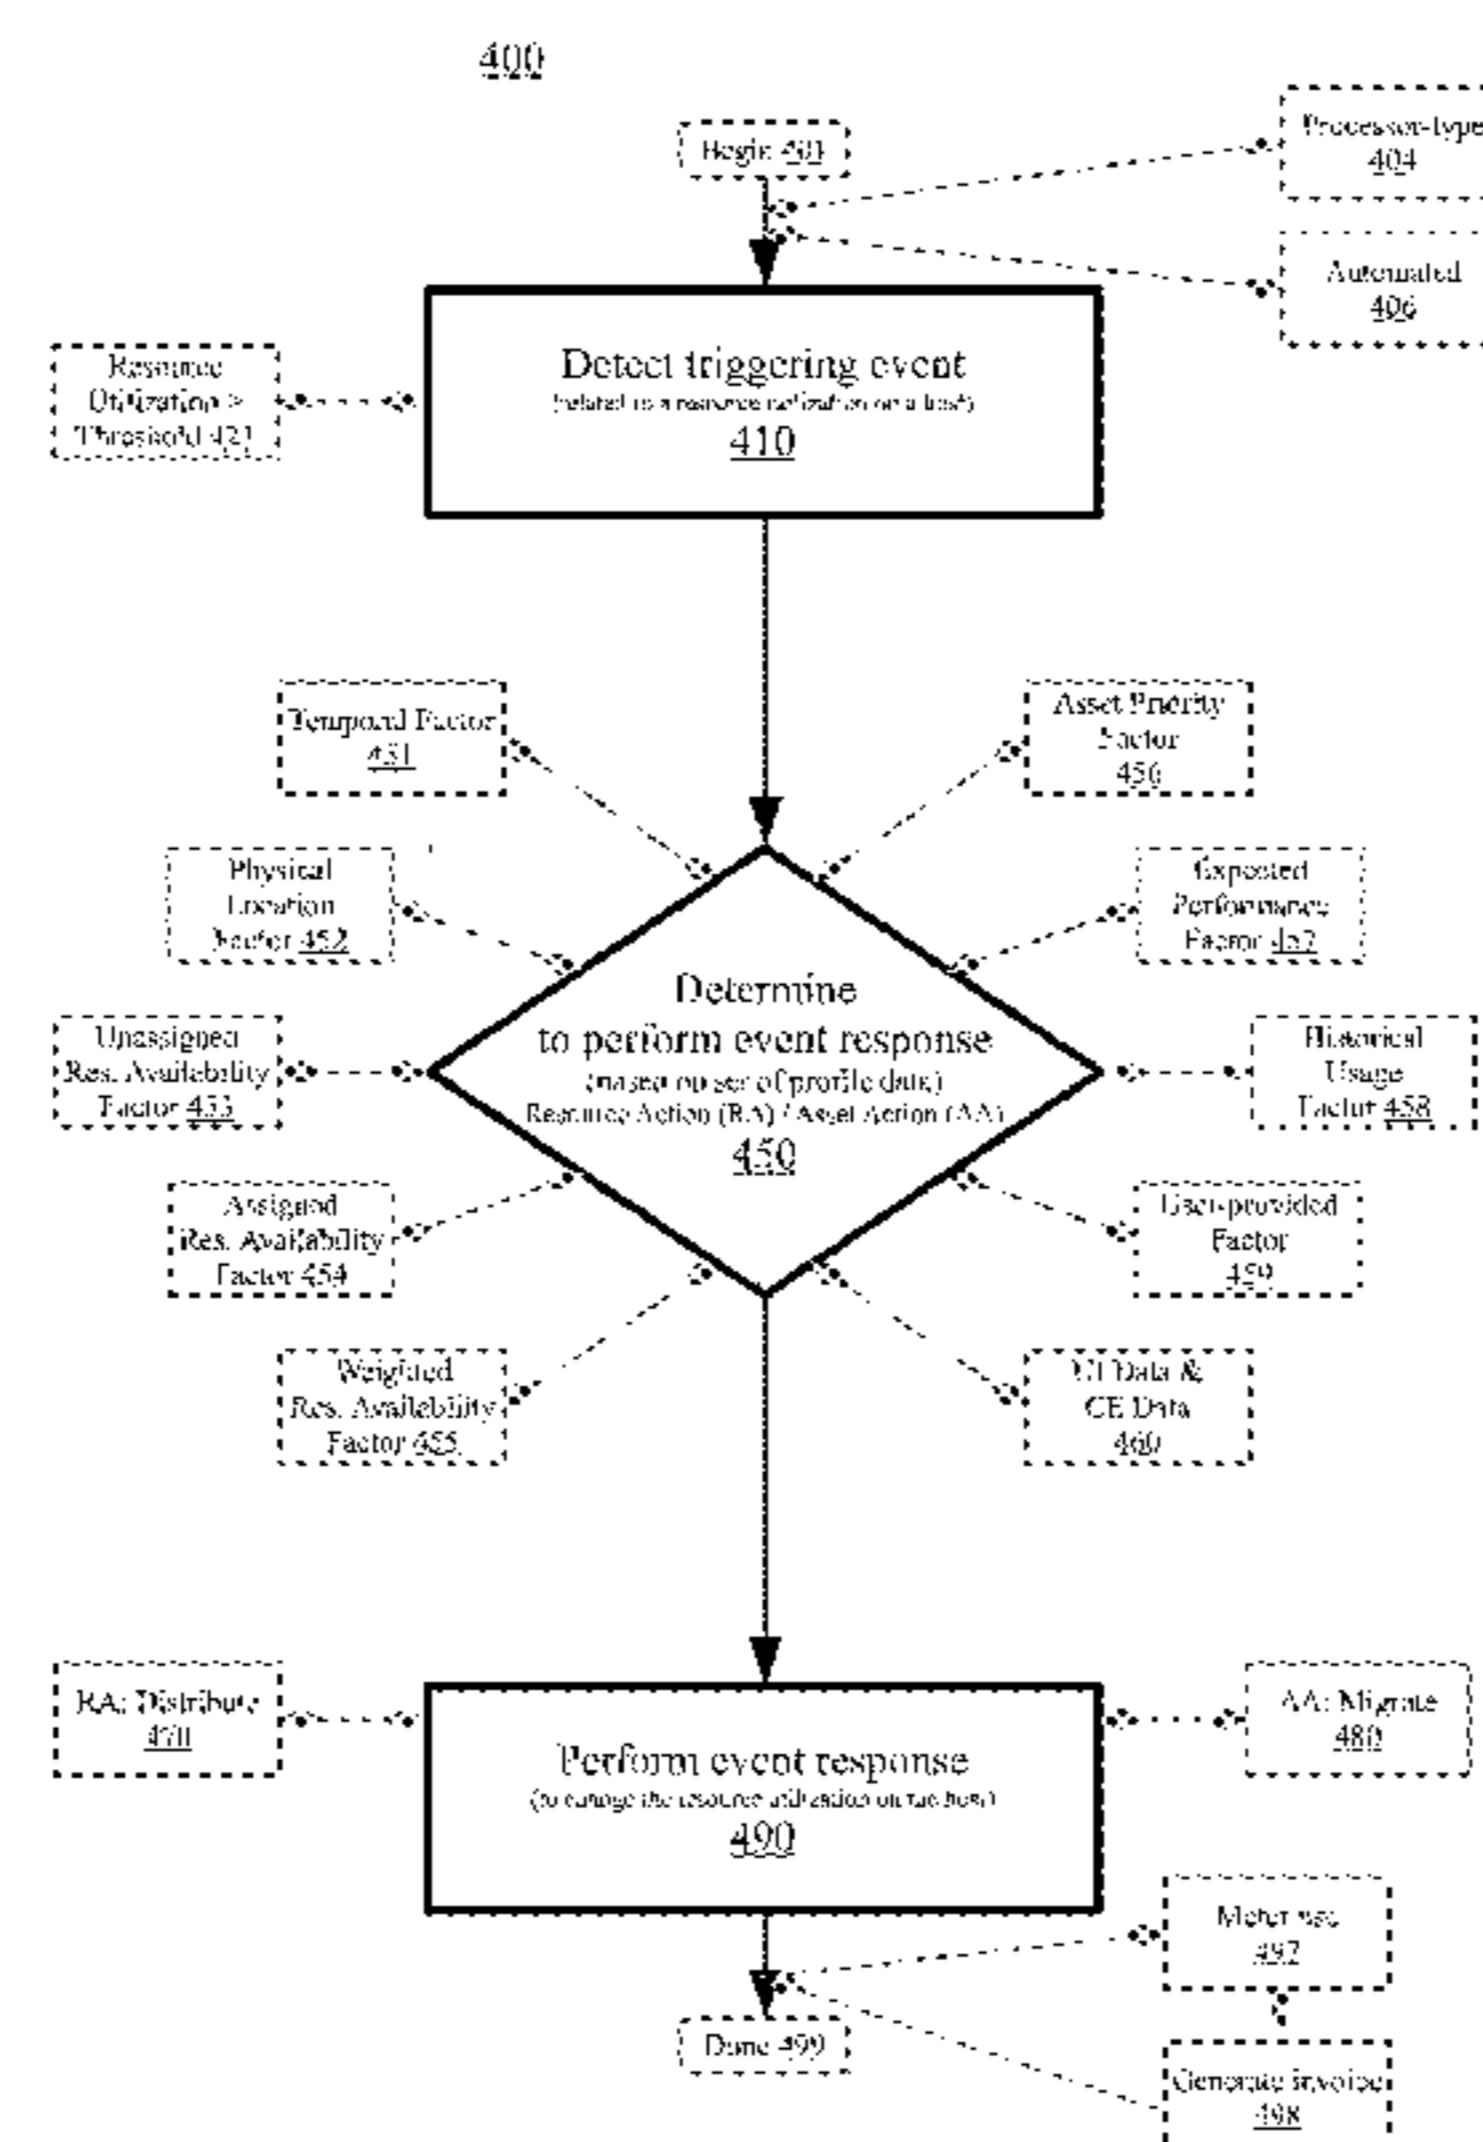 400
Begin 401
Processor-type
404
Automated
406
Resource
Utilization >
Threshold 421
Detect triggering event
(related to a resource utilization on a host)
410
Temporal Factor
451
Asset Priority
Factor
456
Physical
Location
Factor 452
Expected
Performance
Factor 457
Determine
to perform event response
(based on set of profile data)
Resource Action (RA) / Asset Action (AA)
450
Unassigned
Res. Availability
Factor 453
Historical
Usage
Factor 458
Assigned
Res. Availability
Factor 454
User-provided
Factor
459
Weighted
Res. Availability
Factor 455
UI Data &
CE Data
460
RA: Distribute
470
AA: Migrate
480
Perform event response
(to change the resource utilization on the host)
490
Meter use
497
Done 499
Generate invoice
498